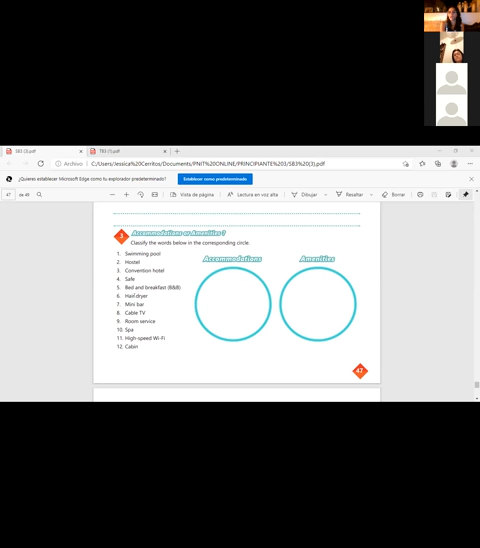 SB3 (3).pdf
TB3 (1).pdf
Archivo | C:/Users/Jessica%20Cerritos/Documents/PNIT%20ONLINE/PRINCIPIANTE%203/SB3%20(3).pdf
¿Quieres establecer Microsoft Edge como tu explorador predeterminado? Establecer como predeterminado
47 de 48 Vista de página Lectura en voz alta Dibujar Resaltar Borrar
3 Accommodations or Amenities ?
Classify the words below in the corresponding circle.
Accommodations Amenities
1. Swimming pool
2. Hostel
3. Convention hotel
4. Safe
5. Bed and breakfast (B&B)
6. Hair dryer
7. Mini bar
8. Cable TV
9. Room service
10. Spa
11. High-speed Wi-Fi
12. Cabin
47